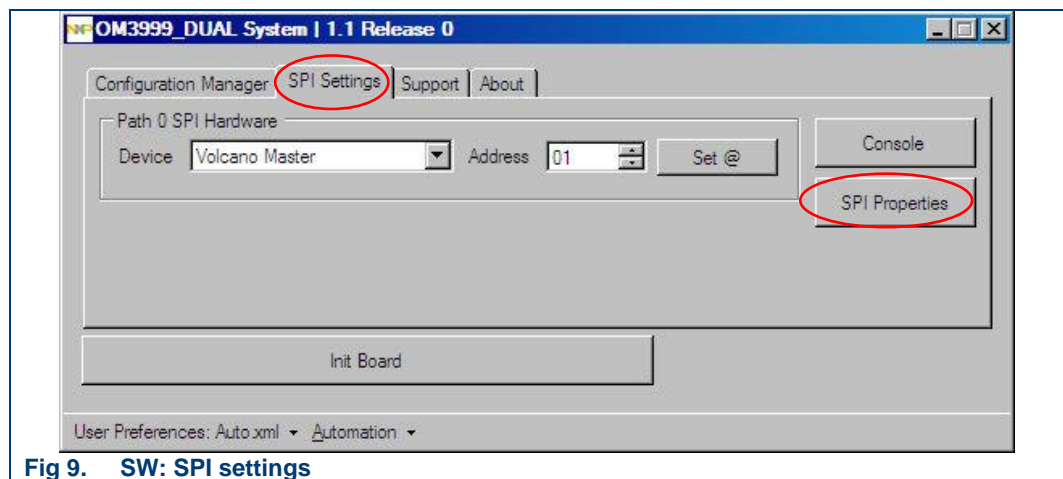 NXP OM3999_DUAL System | 1.1 Release 0
Configuration Manager SPI Settings Support About
Path 0 SPI Hardware
Device Volcano Master Address 01 Set @ Console
SPI Properties
Init Board
User Preferences: Auto.xml Automation
Fig 9. SW: SPI settings